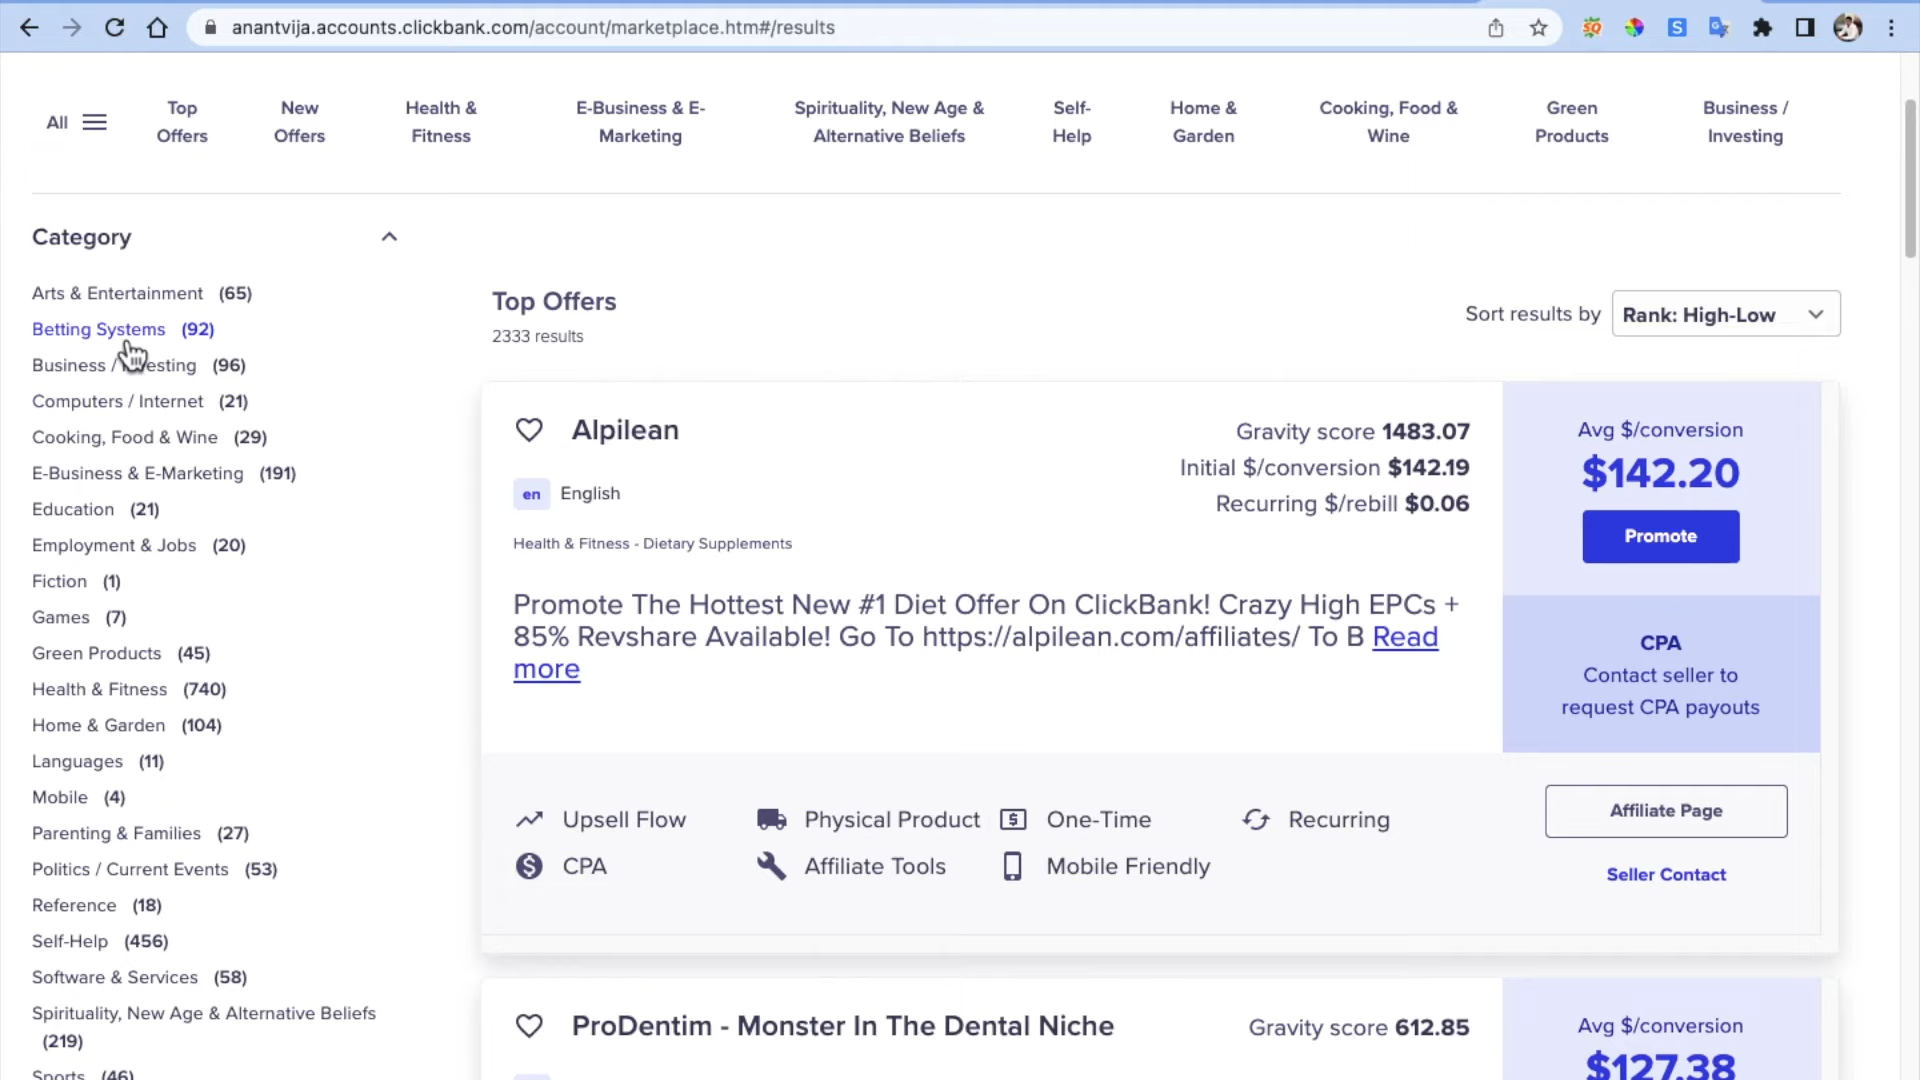 anantvija.accounts.clickbank.com/account/marketplace.htm#/results
All
Top Offers
New Offers
Health & Fitness
E-Business & E-Marketing
Spirituality, New Age & Alternative Beliefs
Self-Help
Home & Garden
Cooking, Food & Wine
Green Products
Business / Investing
Category
Arts & Entertainment (65)
Betting Systems (92)
Business / esting (96)
Computers / Internet (21)
Cooking, Food & Wine (29)
E-Business & E-Marketing (191)
Education (21)
Employment & Jobs (20)
Fiction (1)
Games (7)
Green Products (45)
Health & Fitness (740)
Home & Garden (104)
Languages (11)
Mobile (4)
Parenting & Families (27)
Politics / Current Events (53)
Reference (18)
Self-Help (456)
Software & Services (58)
Spirituality, New Age & Alternative Beliefs
(219)
Sports (46)
Top Offers
2333 results
Sort results by Rank: High-Low
Alpilean
Gravity score 1483.07
Initial $/conversion $142.19
Recurring $/rebill $0.06
en English
Health & Fitness - Dietary Supplements
Promote The Hottest New #1 Diet Offer On ClickBank! Crazy High EPCs +
85% Revshare Available! Go To https://alpilean.com/affiliates/ To B Read
more
Avg $/conversion
$142.20
Promote
CPA
Contact seller to
request CPA payouts
Upsell Flow
Physical Product
One-Time
Recurring
CPA
Affiliate Tools
Mobile Friendly
Affiliate Page
Seller Contact
ProDentim - Monster In The Dental Niche
Gravity score 612.85
Avg $/conversion
$127.38